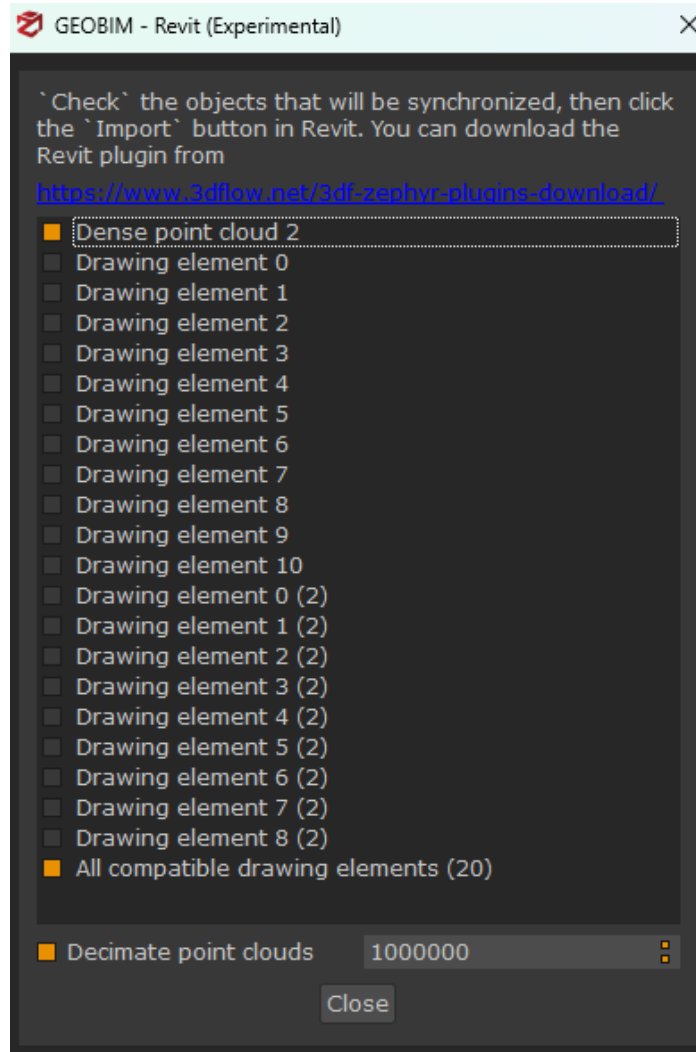 GEOBIM - Revit (Experimental)
`Check` the objects that will be synchronized, then click
the `Import` button in Revit. You can download the
Revit plugin from
https://www.3dflow.net/3df-zephyr-plugins-download/
Dense point cloud 2
Drawing element 0
Drawing element 1
Drawing element 2
Drawing element 3
Drawing element 4
Drawing element 5
Drawing element 6
Drawing element 7
Drawing element 8
Drawing element 9
Drawing element 10
Drawing element 0 (2)
Drawing element 1 (2)
Drawing element 2 (2)
Drawing element 3 (2)
Drawing element 4 (2)
Drawing element 5 (2)
Drawing element 6 (2)
Drawing element 7 (2)
Drawing element 8 (2)
All compatible drawing elements (20)
Decimate point clouds 1000000
Close